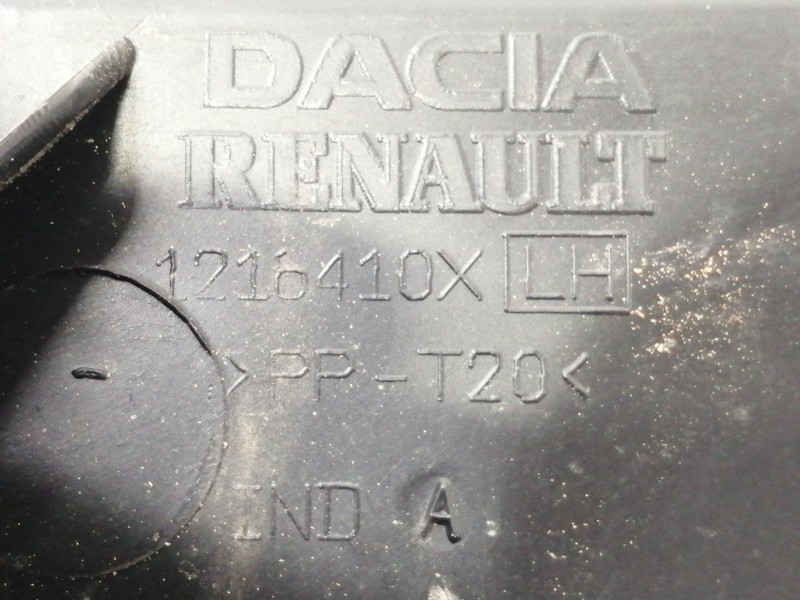 DACIA
RENAULT
1216410X LH
>PP-T20<
IND A